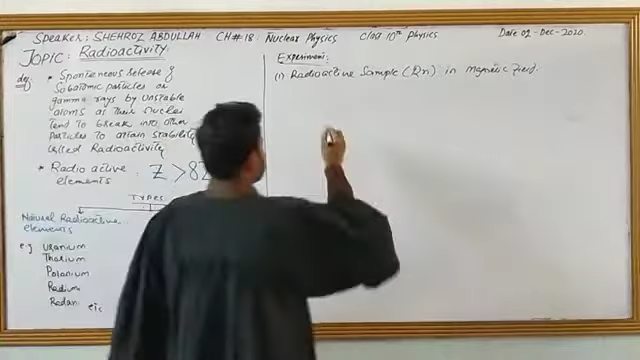 Speaker: SHEHROZ ABDULLAH CH#18: Nuclear Physics Class 10th Physics Date 02-Dec-2020.
TOPIC: Radioactivity.
def
• Spontaneous release of
Subatomic particles or
gamma rays by unstable
atoms as their nuclei
tend to break into other
particles to attain stability
called Radioactivity
• Radio active : Z >82
elements
TYPES
Natural Radioactive
elements
e.g Uranium
Thorium
Polonium
Radium
Radon etc
Experiment:
(1) Radioactive Sample (Rn) in magnetic field.